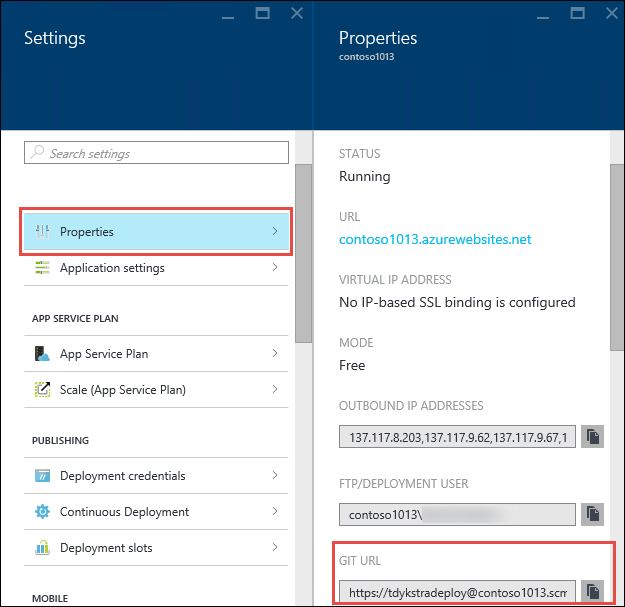 Settings
Search settings
Properties
Application settings
APP SERVICE PLAN
App Service Plan
Scale (App Service Plan)
PUBLISHING
Deployment credentials
Continuous Deployment
Deployment slots
MOBILE
Properties
contoso1013
STATUS
Running
URL
contoso1013.azurewebsites.net
VIRTUAL IP ADDRESS
No IP-based SSL binding is configured
MODE
Free
OUTBOUND IP ADDRESSES
137.117.8.203,137.117.9.62,137.117.9.67,1
FTP/DEPLOYMENT USER
contoso1013\
GIT URL
https://tdykstradeploy@contoso1013.scm